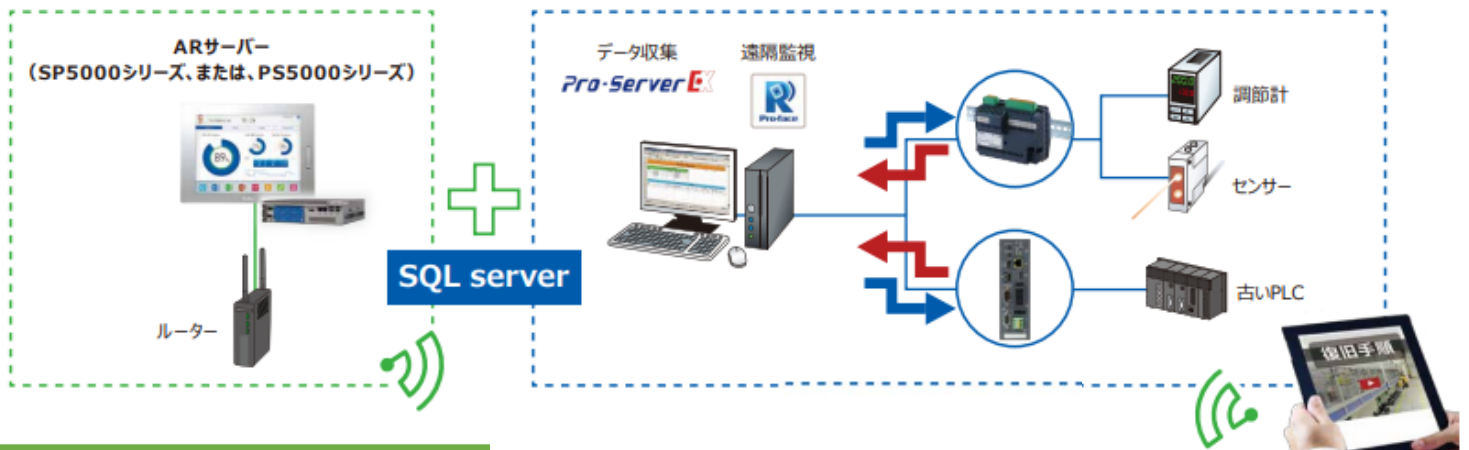 ARサーバー
（SP5000シリーズ、または、PS5000シリーズ）
89%
ルーター
SQL server
データ収集
Pro-Server EX
遠隔監視
R
Pro-face
調節計
センサー
古いPLC
復旧手順